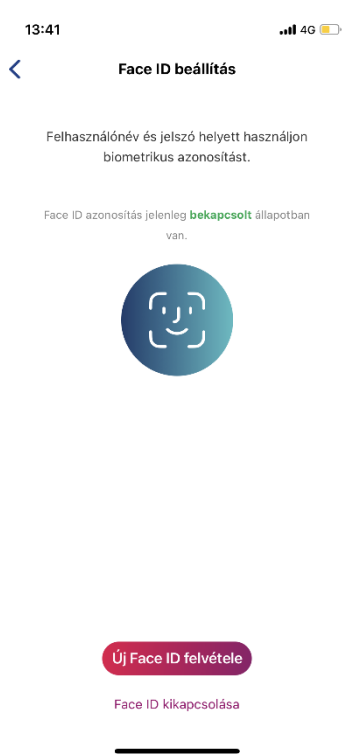 13:41
4G
Face ID beállítás
Felhasználónév és jelszó helyett használjon
biometrikus azonosítást.
Face ID azonosítás jelenleg bekapcsolt állapotban
van.
Új Face ID felvétele
Face ID kikapcsolása